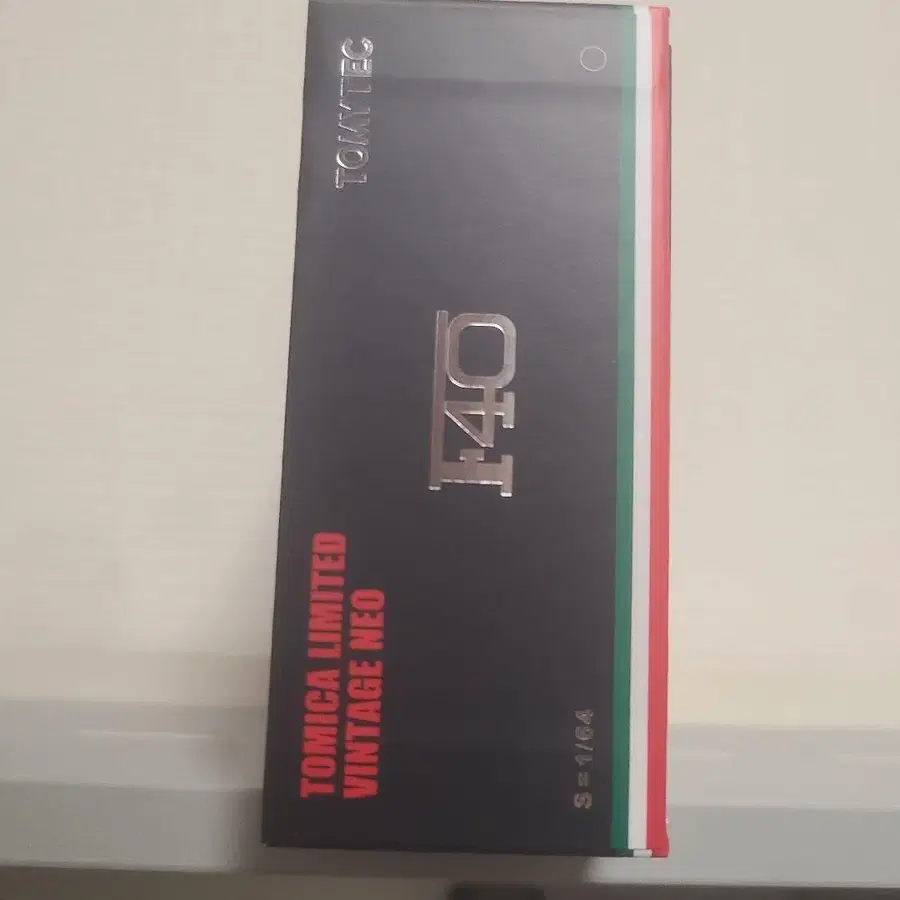 TOMICA LIMITED
VINTAGE NEO
TOMYTEC
F40
S=1/64